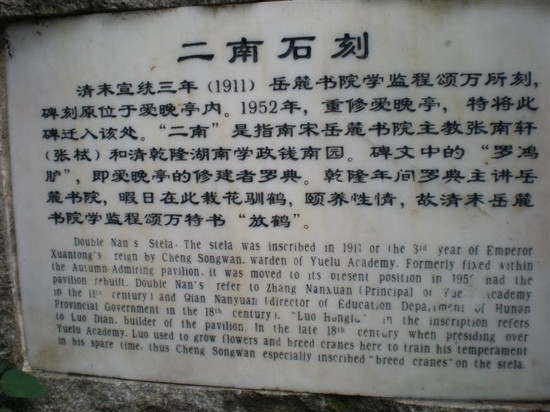 二南石刻
清末宣统三年（1911）岳麓书院学监程颂万所刻，
碑刻原位于爱晚亭内。1952年，重修爱晚亭，特将此
碑迁入该处。“二南”是指南宋岳麓书院主教张南轩
（张栻）和清乾隆湖南学政钱南园。碑文中的“罗鸿
胪”，即爱晚亭的修建者罗典。乾隆年间罗典主讲岳
麓书院，暇日在此栽花驯鹤，颐养性情，故清末岳麓
书院学监程颂万特书“放鹤”。
Double Nan's Stela. The stela was inscribed in 1911 or the 3rd year of Emperor
Xuantong's reign by Cheng Songwan, warden of Yuelu Academy. Formerly fixed within
the Autumn-Admiring pavilion, it was moved to its present position in 195 had the
pavilion rebuilt. Double Nan's refer to Zhang Nanxuan (Principal of Academy
in the 11th century) and Qian Nanyuan (director of Education Department of Hunan
Provincial Government in the 18th century). "Luo in the inscription refers
to Luo Dian, builder of the pavilion. In the late 18th century when presiding over
Yuelu Academy, Luo used to grow flowers and breed cranes here to train his temperament
in his spare time, thus Cheng Songwan especially inscribed "breed cranes" on the stela.